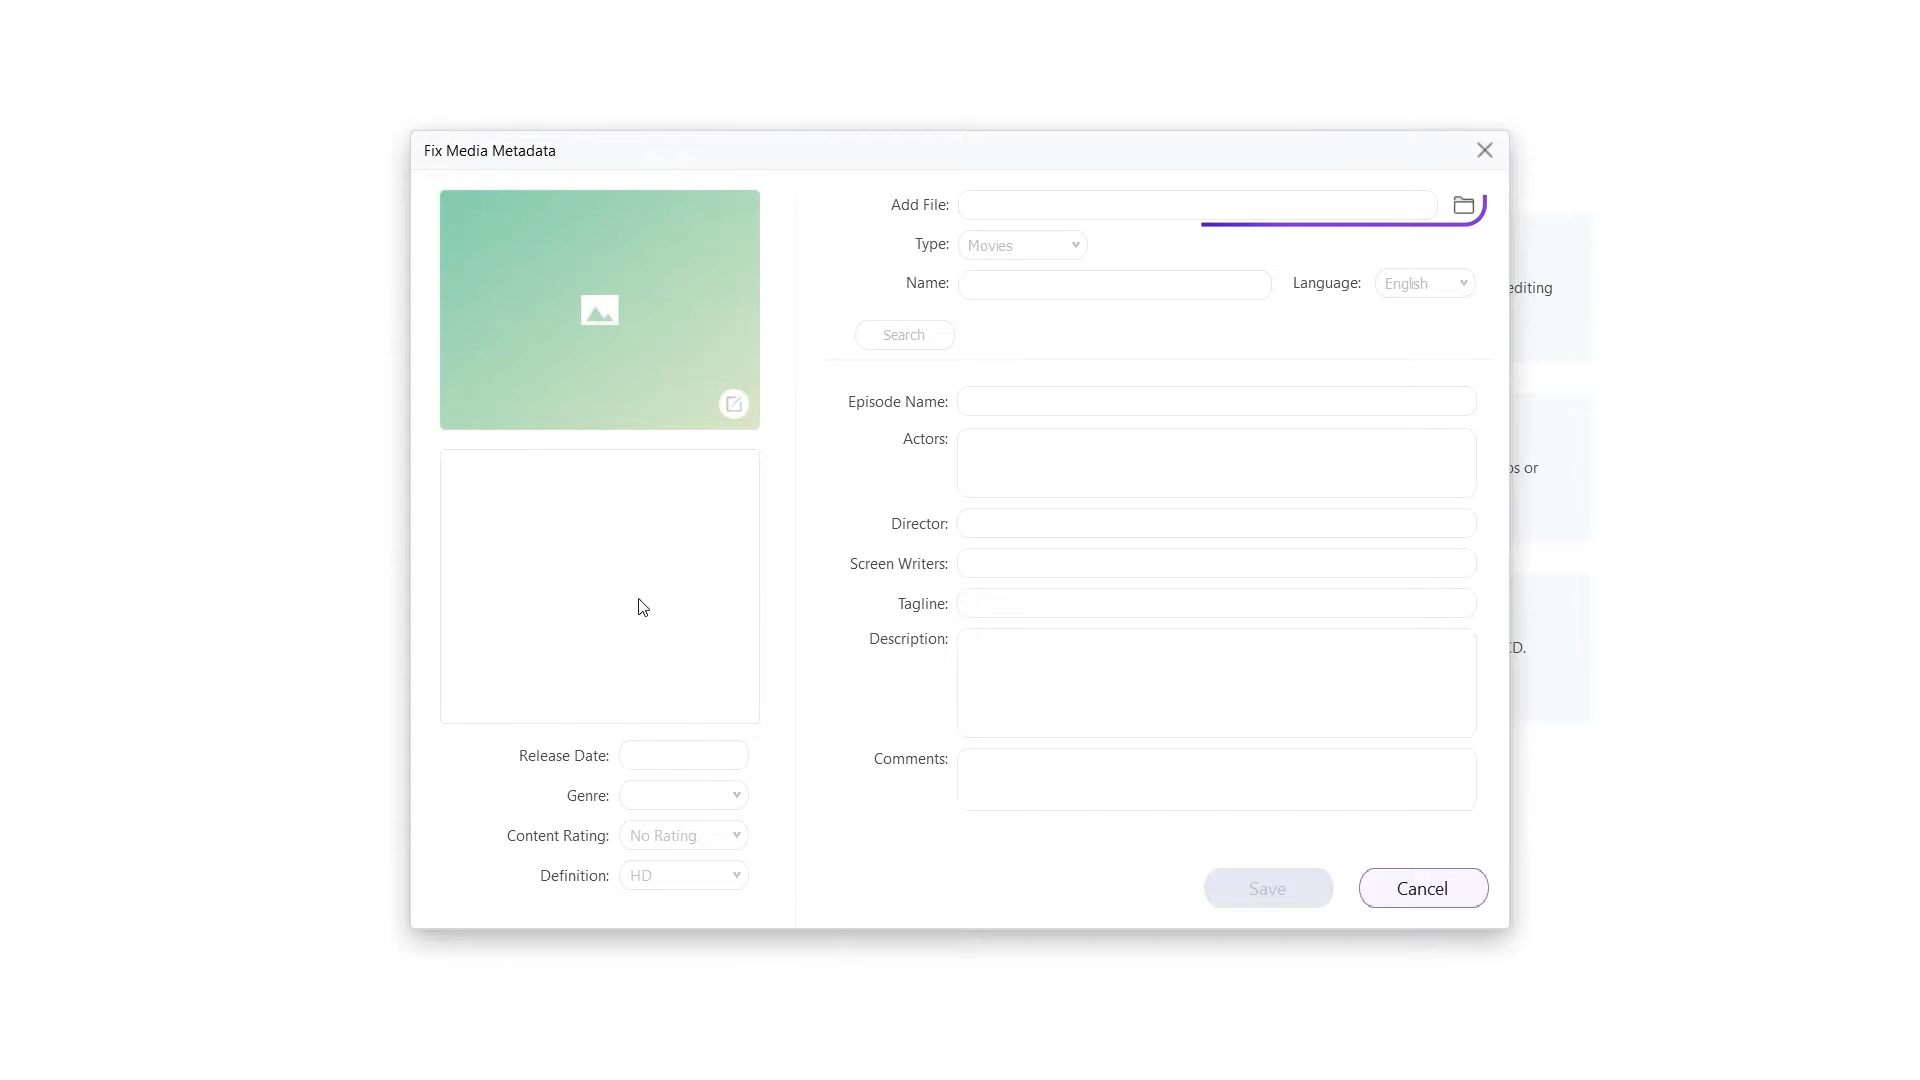 Fix Media Metadata
Add File:
Type: Movies
Name:
Language: English
Search
Episode Name:
Actors:
Director:
Screen Writers:
Tagline:
Description:
Comments:
Release Date:
Genre:
Content Rating: No Rating
Definition: HD
Save
Cancel
editing
or